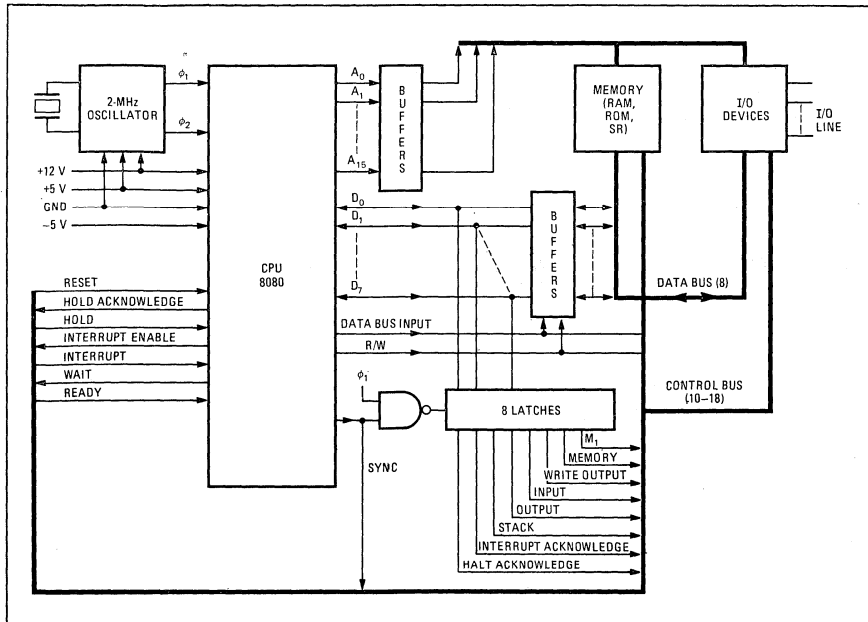 2-MHz
OSCILLATOR
ϕ1
ϕ2
+12 V
+5 V
GND
−5 V
CPU
8080
A0
A1
A15
BUFFERS
MEMORY
(RAM,
ROM,
SR)
I/O
DEVICES
I/O
LINE
D0
D1
D7
BUFFERS
DATA BUS (8)
RESET
HOLD ACKNOWLEDGE
HOLD
INTERRUPT ENABLE
INTERRUPT
WAIT
READY
DATA BUS INPUT
R/W
ϕ1
SYNC
8 LATCHES
CONTROL BUS
(10–18)
M1
MEMORY
WRITE OUTPUT
INPUT
OUTPUT
STACK
INTERRUPT ACKNOWLEDGE
HALT ACKNOWLEDGE